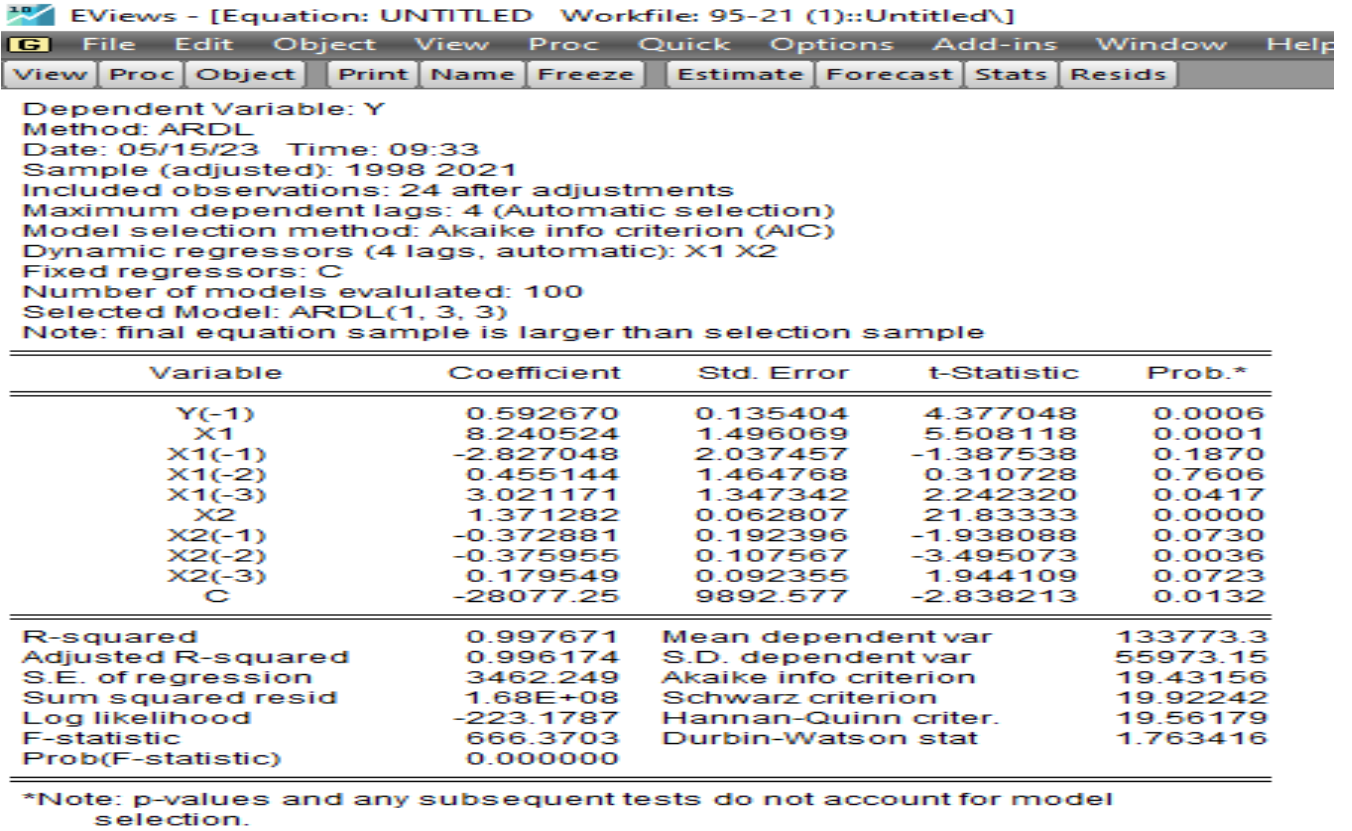 EViews - [Equation: UNTITLED Workfile: 95-21 (1)::Untitled\]
G File Edit Object View Proc Quick Options Add-ins Window Help
View Proc Object Print Name Freeze Estimate Forecast Stats Resids
Dependent Variable: Y
Method: ARDL
Date: 05/15/23 Time: 09:33
Sample (adjusted): 1998 2021
Included observations: 24 after adjustments
Maximum dependent lags: 4 (Automatic selection)
Model selection method: Akaike info criterion (AIC)
Dynamic regressors (4 lags, automatic): X1 X2
Fixed regressors: C
Number of models evalulated: 100
Selected Model: ARDL(1, 3, 3)
Note: final equation sample is larger than selection sample
Variable Coefficient Std. Error t-Statistic Prob.*
Y(-1) 0.592670 0.135404 4.377048 0.0006
X1 8.240524 1.496069 5.508118 0.0001
X1(-1) -2.827048 2.037457 -1.387538 0.1870
X1(-2) 0.455144 1.464768 0.310728 0.7606
X1(-3) 3.021171 1.347342 2.242320 0.0417
X2 1.371282 0.062807 21.83333 0.0000
X2(-1) -0.372881 0.192396 -1.938088 0.0730
X2(-2) -0.375955 0.107567 -3.495073 0.0036
X2(-3) 0.179549 0.092355 1.944109 0.0723
C -28077.25 9892.577 -2.838213 0.0132
R-squared 0.997671 Mean dependent var 133773.3
Adjusted R-squared 0.996174 S.D. dependent var 55973.15
S.E. of regression 3462.249 Akaike info criterion 19.43156
Sum squared resid 1.68E+08 Schwarz criterion 19.92242
Log likelihood -223.1787 Hannan-Quinn criter. 19.56179
F-statistic 666.3703 Durbin-Watson stat 1.763416
Prob(F-statistic) 0.000000
*Note: p-values and any subsequent tests do not account for model
selection.